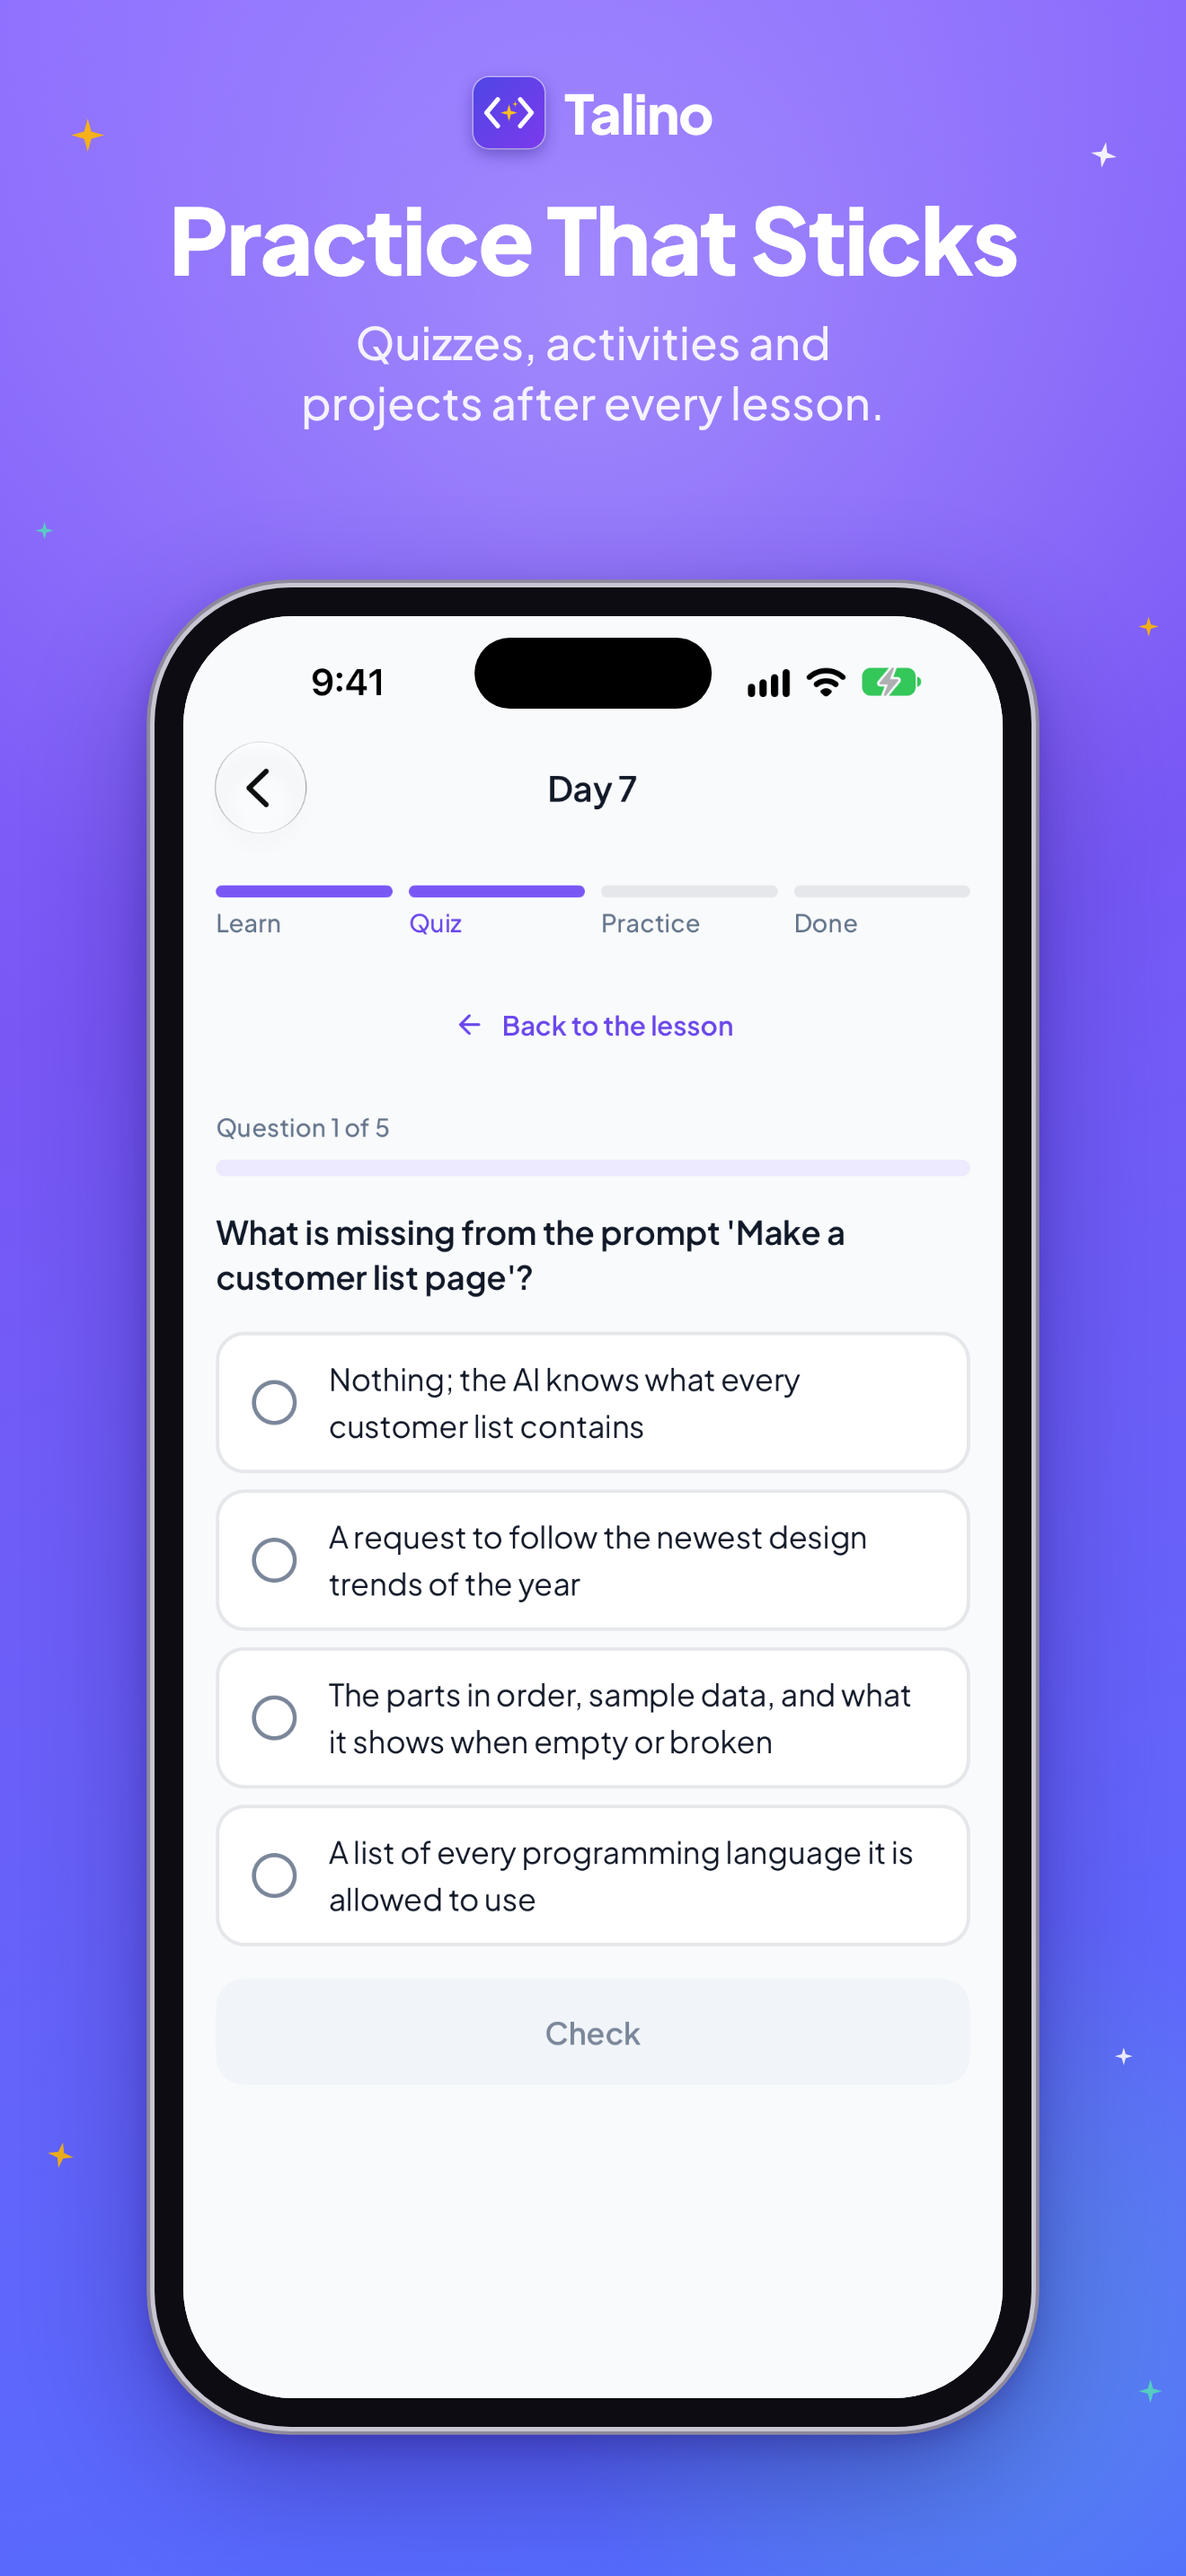 Talino
Practice That Sticks
Quizzes, activities and
projects after every lesson.
9:41
Day 7
Learn
Quiz
Practice
Done
Back to the lesson
Question 1 of 5
What is missing from the prompt 'Make a
customer list page'?
Nothing; the AI knows what every
customer list contains
A request to follow the newest design
trends of the year
The parts in order, sample data, and what
it shows when empty or broken
A list of every programming language it is
allowed to use
Check